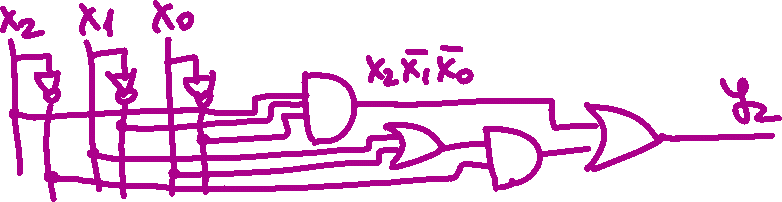 x₂ x₁ x₀
x₂x̅₁x̅₀
y₂